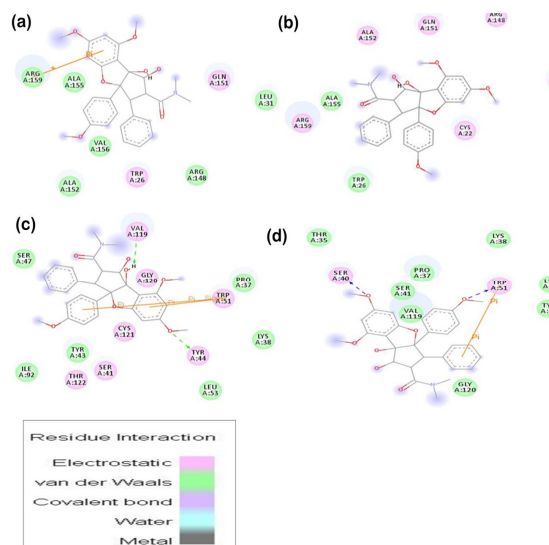 (a)
ARG
A:159
ALA
A:155
GLN
A:151
VAL
A:156
ALA
A:152
TRP
A:26
ARG
A:148
(b)
ALA
A:152
GLN
A:151
ARG
A:148
LEU
A:31
ALA
A:155
ARG
A:159
CYS
A:22
TRP
A:26
(c)
VAL
A:119
SER
A:47
GLY
A:120
PRO
A:37
TRP
A:51
CYS
A:121
LYS
A:38
TYR
A:43
TYR
A:44
ILE
A:92
THR
A:122
SER
A:41
LEU
A:53
(d)
THR
A:35
LYS
A:38
SER
A:40
PRO
A:37
SER
A:41
TRP
A:51
VAL
A:119
Pi
GLY
A:120
Residue Interaction
Electrostatic
van der Waals
Covalent bond
Water
Metal